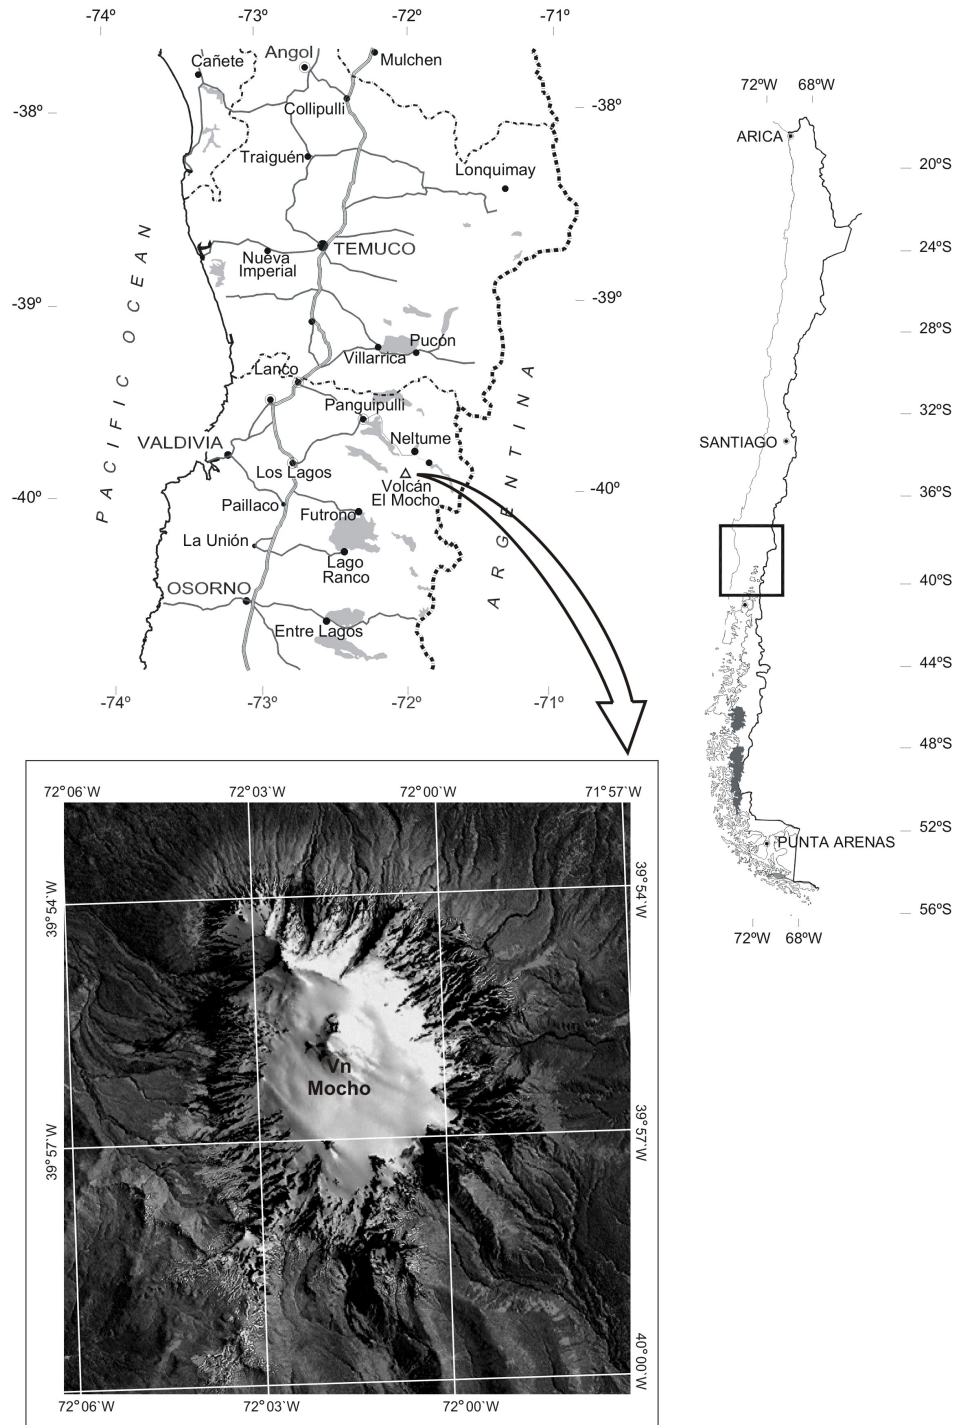 -74º
-73º
-72º
-71º
Cañete
Angol
Mulchen
-38º
Collipulli
-38º
Traiguén
Lonquimay
TEMUCO
Nueva
Imperial
PACIFIC OCEAN
-39º
-39º
Villarrica
Pucón
Lanco
Panguipulli
ARGENTINA
VALDIVIA
Neltume
Los Lagos
Volcán
El Mocho
-40º
-40º
Paillaco
Futrono
La Unión
Lago
Ranco
OSORNO
Entre Lagos
-74º
-73º
-72º
-71º
72ºW
68ºW
ARICA
20ºS
24ºS
28ºS
32ºS
SANTIAGO
36ºS
40ºS
44ºS
48ºS
52ºS
PUNTA ARENAS
56ºS
72ºW
68ºW
72°06`W
72°03`W
72°00`W
71°57`W
39°54`W
39°54`W
Vn
Mocho
39°57`W
39°57`W
40°00`W
72°06`W
72°03`W
72°00`W